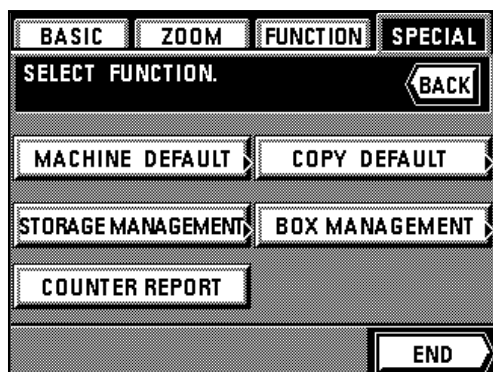 BASIC ZOOM FUNCTION SPECIAL
SELECT FUNCTION.
BACK
MACHINE DEFAULT COPY DEFAULT
STORAGE MANAGEMENT BOX MANAGEMENT
COUNTER REPORT
END